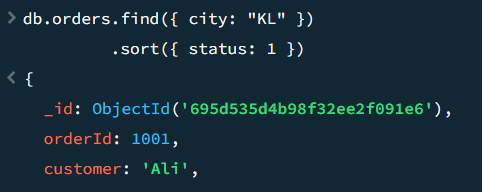 > db.orders.find({ city: "KL" })
.sort({ status: 1 })
< {
_id: ObjectId('695d535d4b98f32ee2f091e6'),
orderId: 1001,
customer: 'Ali',